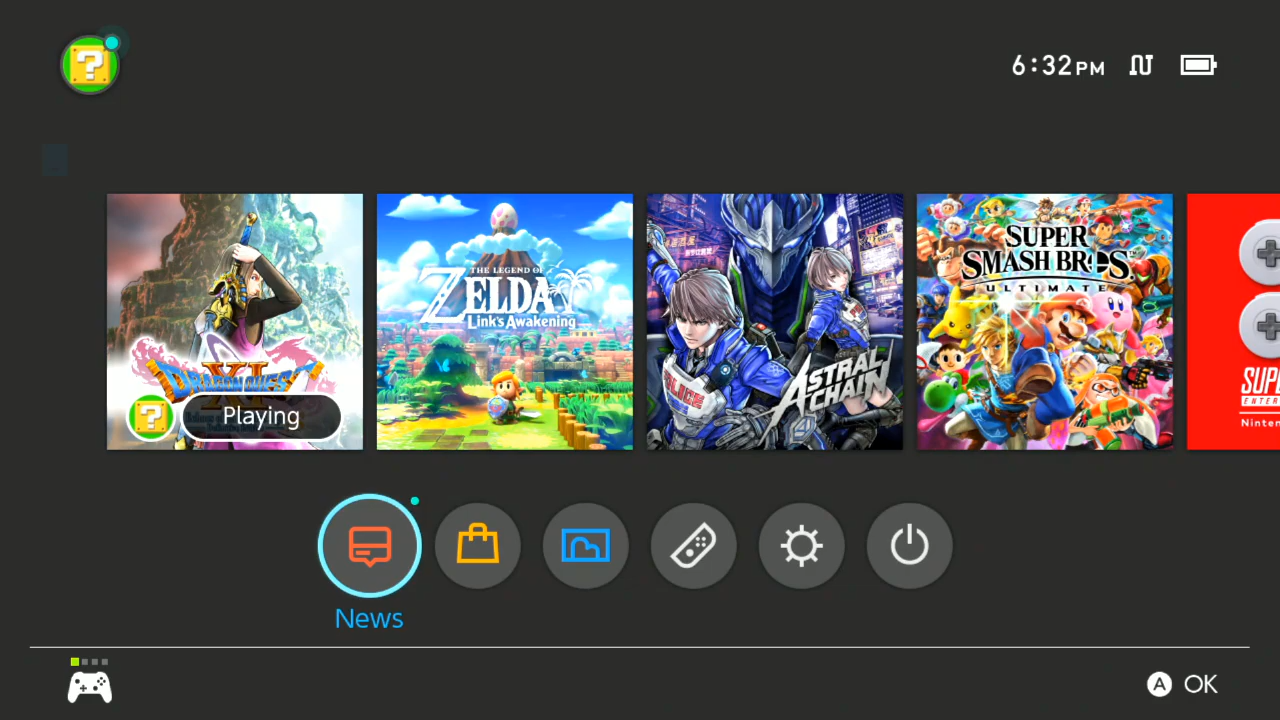 6:32PM
DRAGON QUEST
XI
Playing
THE LEGEND OF
ZELDA
Link's Awakening
POLICE
ASTRAL
CHAIN
SUPER
SMASH BROS.
ULTIMATE
News
A OK